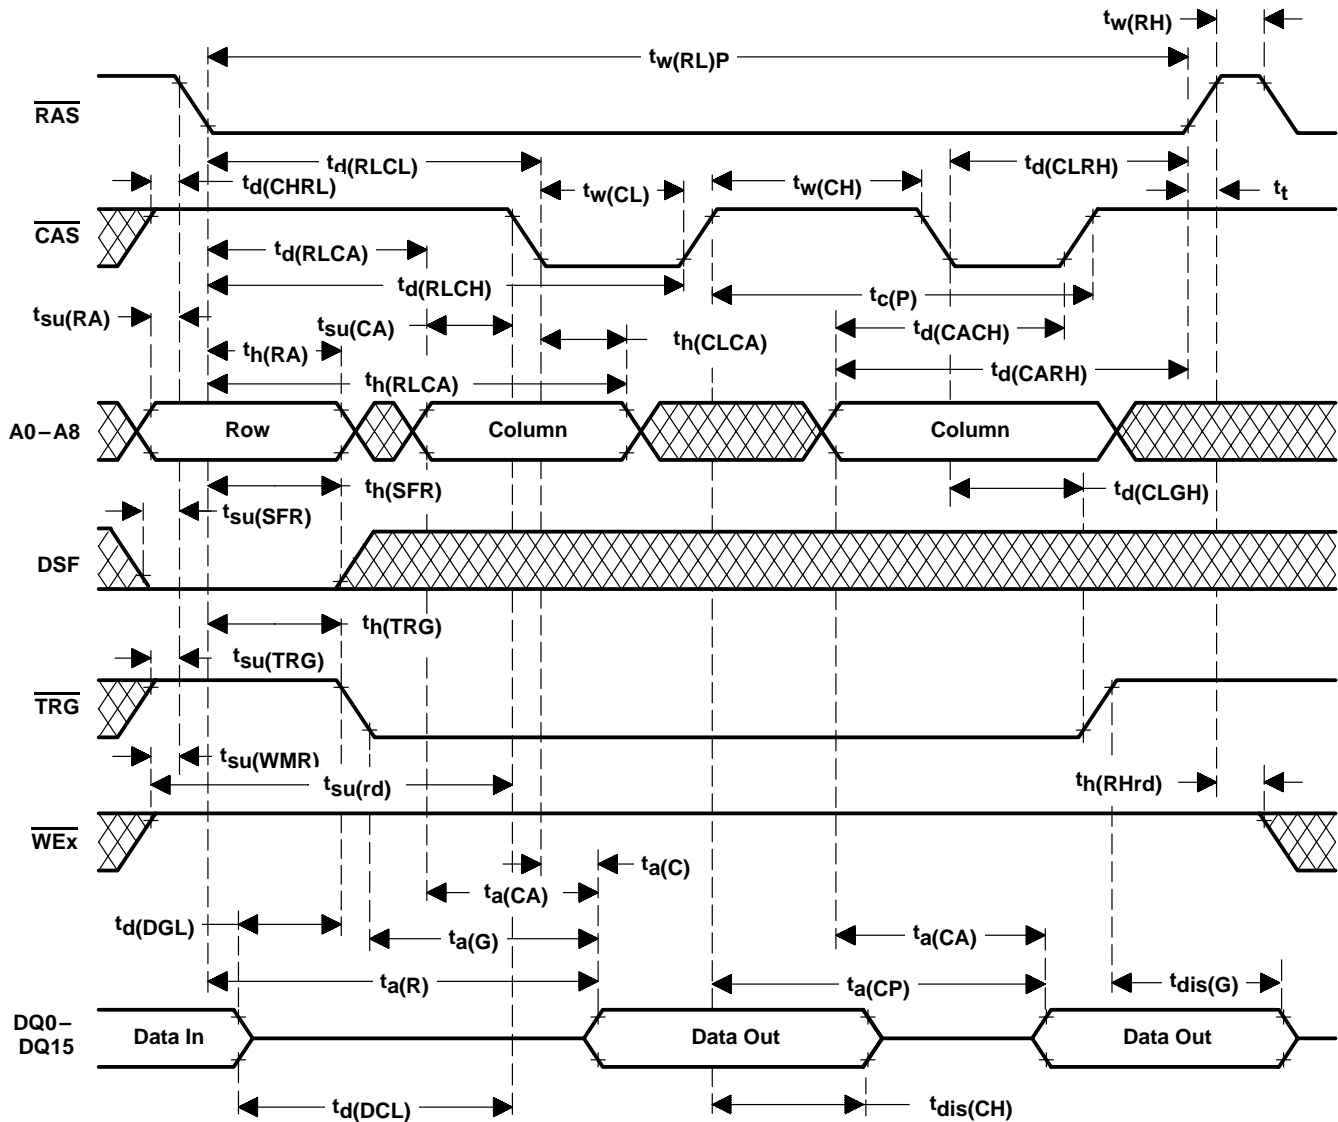 tw(RH)
tw(RL)P
RAS
td(RLCL)
td(CLRH)
td(CHRL)
tw(CL)
tw(CH)
tt
CAS
td(RLCA)
td(RLCH)
tc(P)
tsu(RA)
tsu(CA)
td(CACH)
th(RA)
th(CLCA)
th(RLCA)
td(CARH)
A0–A8
Row
Column
Column
th(SFR)
td(CLGH)
tsu(SFR)
DSF
th(TRG)
tsu(TRG)
TRG
tsu(WMR)
tsu(rd)
th(RHrd)
WEx
ta(C)
ta(CA)
td(DGL)
ta(G)
ta(CA)
ta(R)
ta(CP)
tdis(G)
DQ0–
DQ15
Data In
Data Out
Data Out
td(DCL)
tdis(CH)